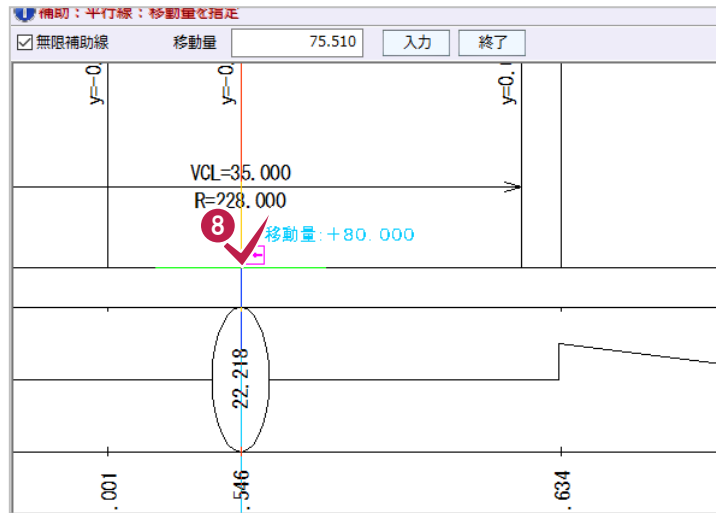 補助：平行線：移動量を指定
無限補助線 移動量 75.510 入力 終了
y=-0.
y=-0.
y=0.
VCL=35.000
R=228.000
8
移動量:+80.000
22.218
.001
.546
.634